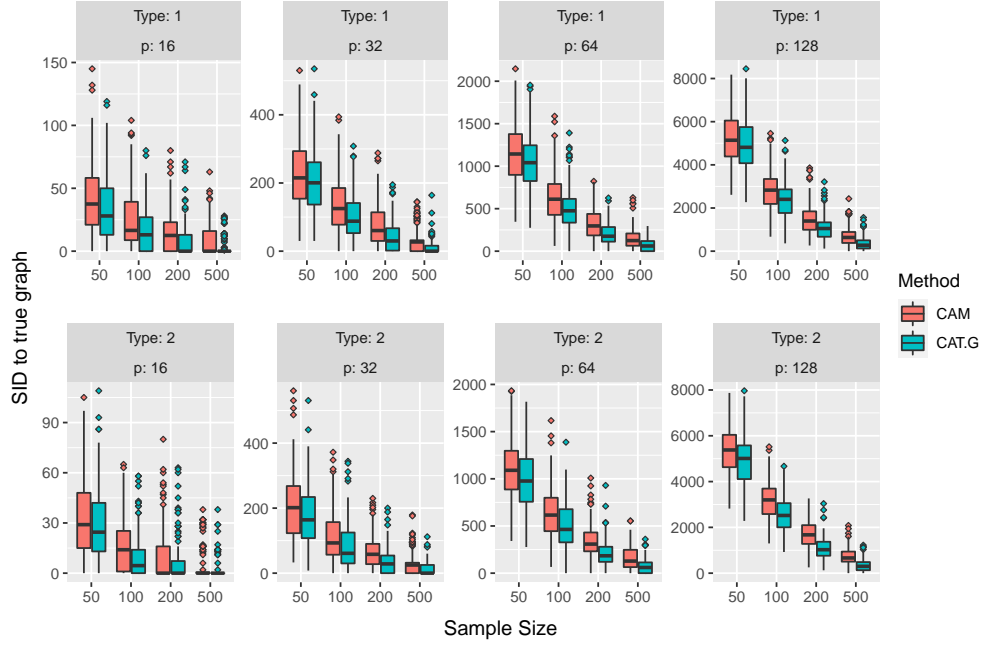 Type: 1
Type: 1
Type: 1
Type: 1
p: 16
p: 32
p: 64
p: 128
150
100
50
0
400
200
0
2000
1500
1000
500
0
8000
6000
4000
2000
0
50 100 200 500
50 100 200 500
50 100 200 500
50 100 200 500
SID to true graph
Type: 2
Type: 2
Type: 2
Type: 2
p: 16
p: 32
p: 64
p: 128
90
60
30
0
400
200
0
2000
1500
1000
500
0
8000
6000
4000
2000
0
50 100 200 500
50 100 200 500
50 100 200 500
50 100 200 500
Sample Size
Method
CAM
CAT.G